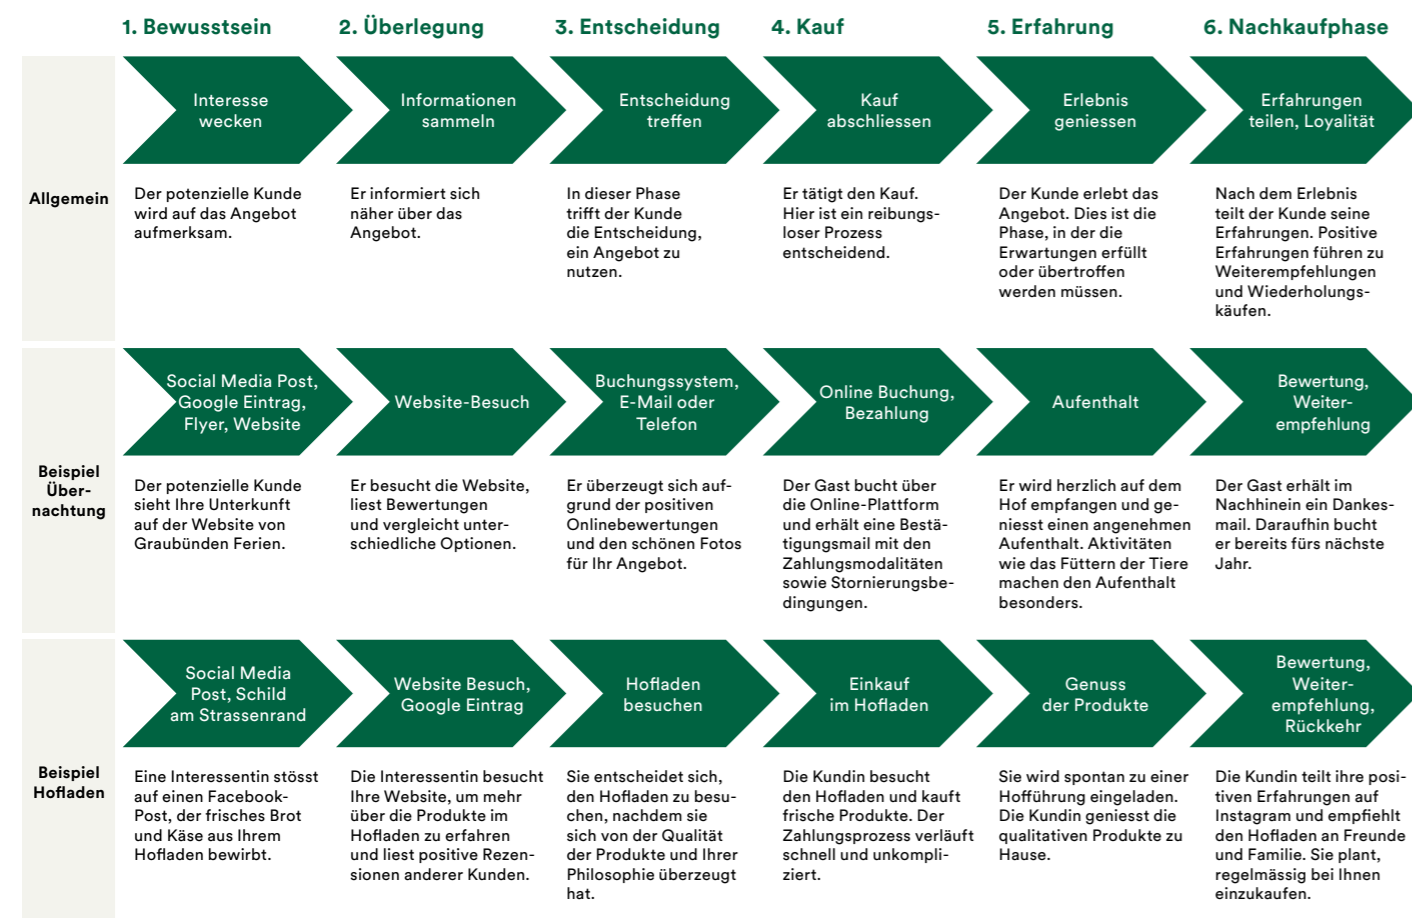 1. Bewusstsein
2. Überlegung
3. Entscheidung
4. Kauf
5. Erfahrung
6. Nachkaufphase
Allgemein
Interesse
wecken
Informationen
sammeln
Entscheidung
treffen
Kauf
abschliessen
Erlebnis
geniessen
Erfahrungen
teilen, Loyalität
Der potenzielle Kunde
wird auf das Angebot
aufmerksam.
Er informiert sich
näher über das
Angebot.
In dieser Phase
trifft der Kunde
die Entscheidung,
ein Angebot zu
nutzen.
Er tätigt den Kauf.
Hier ist ein reibungs-
loser Prozess
entscheidend.
Der Kunde erlebt das
Angebot. Dies ist die
Phase, in der die
Erwartungen erfüllt
oder übertroffen
werden müssen.
Nach dem Erlebnis
teilt der Kunde seine
Erfahrungen. Positive
Erfahrungen führen zu
Weiterempfehlungen
und Wiederholungs-
käufen.
Beispiel
Über-
nachtung
Social Media Post,
Google Eintrag,
Flyer, Website
Website-Besuch
Buchungssystem,
E-Mail oder
Telefon
Online Buchung,
Bezahlung
Aufenthalt
Bewertung,
Weiter-
empfehlung
Der potenzielle Kunde
sieht Ihre Unterkunft
auf der Website von
Graubünden Ferien.
Er besucht die Website,
liest Bewertungen
und vergleicht unter-
schiedliche Optionen.
Er überzeugt sich auf-
grund der positiven
Onlinebewertungen
und den schönen Fotos
für Ihr Angebot.
Der Gast bucht über
die Online-Plattform
und erhält eine Bestä-
tigungsmail mit den
Zahlungsmodalitäten
sowie Stornierungsbe-
dingungen.
Er wird herzlich auf dem
Hof empfangen und ge-
niesst einen angenehmen
Aufenthalt. Aktivitäten
wie das Füttern der Tiere
machen den Aufenthalt
besonders.
Der Gast erhält im
Nachhinein ein Dankes-
mail. Daraufhin bucht
er bereits fürs nächste
Jahr.
Beispiel
Hofladen
Social Media
Post, Schild
am Strassenrand
Website Besuch,
Google Eintrag
Hofladen
besuchen
Einkauf
im Hofladen
Genuss
der Produkte
Bewertung,
Weiter-
empfehlung,
Rückkehr
Eine Interessentin stösst
auf einen Facebook-
Post, der frisches Brot
und Käse aus Ihrem
Hofladen bewirbt.
Die Interessentin besucht
Ihre Website, um mehr
über die Produkte im
Hofladen zu erfahren
und liest positive Rezen-
sionen anderer Kunden.
Sie entscheidet sich,
den Hofladen zu besu-
chen, nachdem sie
sich von der Qualität
der Produkte und Ihrer
Philosophie überzeugt
hat.
Die Kundin besucht
den Hofladen und kauft
frische Produkte. Der
Zahlungsprozess verläuft
schnell und unkompli-
ziert.
Sie wird spontan zu einer
Hofführung eingeladen.
Die Kundin geniesst die
qualitativen Produkte zu
Hause.
Die Kundin teilt ihre posi-
tiven Erfahrungen auf
Instagram und empfiehlt
den Hofladen an Freunde
und Familie. Sie plant,
regelmässig bei Ihnen
einzukaufen.